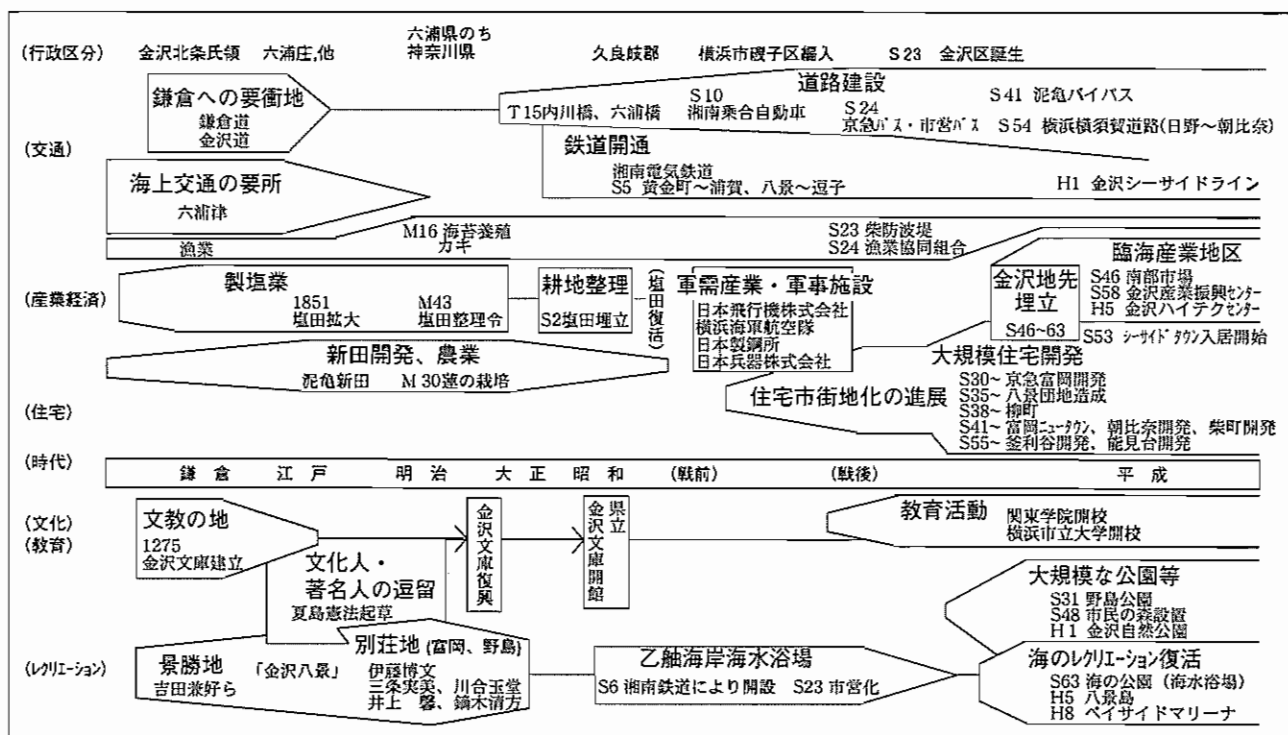 六浦県のち
(行政区分) 金沢北条氏領 六浦庄,他 神奈川県 久良岐郡 横浜市磯子区編入 S23 金沢区誕生
道路建設
鎌倉への要衝地
鎌倉道
金沢道
T15内川橋、六浦橋
S10
湘南乗合自動車
S24
京急バス・市営バス
S41 泥亀バイパス
S54 横浜横須賀道路(日野〜朝比奈)
(交通)
鉄道開通
湘南電気鉄道
S5 黄金町〜浦賀、八景〜逗子
H1 金沢シーサイドライン
海上交通の要所
六浦津
漁業
M16 海苔養殖
カキ
S23 柴防波堤
S24 漁業協同組合
(産業経済)
製塩業
1851
塩田拡大
M43
塩田整理令
耕地整理
S2塩田埋立
(塩田復活)
軍需産業・軍事施設
日本飛行機株式会社
横浜海軍航空隊
日本製鋼所
日本兵器株式会社
金沢地先
埋立
S46~63
臨海産業地区
S46 南部市場
S58 金沢産業振興センター
H5 金沢ハイテクセンター
S53 シーサイドタウン入居開始
新田開発、農業
泥亀新田 M30蓮の栽培
(住宅)
住宅市街地化の進展
大規模住宅開発
S30~ 京急富岡開発
S35~ 八景団地造成
S38~ 柳町
S41~ 富岡ニュータウン、朝比奈開発、柴町開発
S55~ 釜利谷開発、能見台開発
(時代)
鎌倉 江戸 明治 大正 昭和 (戦前) (戦後) 平成
(文化)
(教育)
文教の地
1275
金沢文庫建立
文化人・
著名人の逗留
夏島憲法起草
金沢文庫復興
県立
金沢文庫開館
教育活動
関東学院開校
横浜市立大学開校
大規模な公園等
S31 野島公園
S48 市民の森設置
H1 金沢自然公園
(レクリエーション)
景勝地
吉田兼好ら
「金沢八景」
別荘地(富岡、野島}
伊藤博文
三条実美、川合玉堂
井上 馨、鏑木清方
乙舳海岸海水浴場
S6 湘南鉄道により開設 S23 市営化
海のレクリエーション復活
S63 海の公園(海水浴場)
H5 八景島
H8 ベイサイドマリーナ